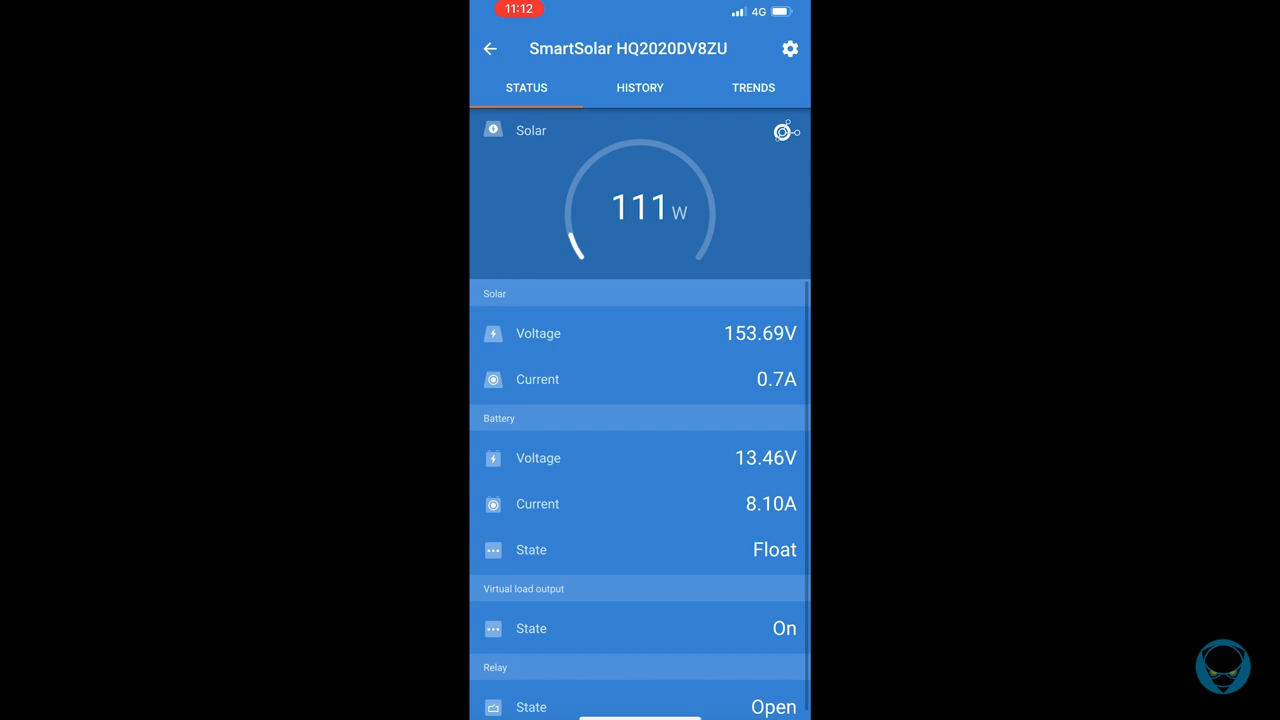 11:12 4G
SmartSolar HQ2020DV8ZU
STATUS HISTORY TRENDS
Solar
111 W
Solar
Voltage 153.69V
Current 0.7A
Battery
Voltage 13.46V
Current 8.10A
State Float
Virtual load output
State On
Relay
State Open